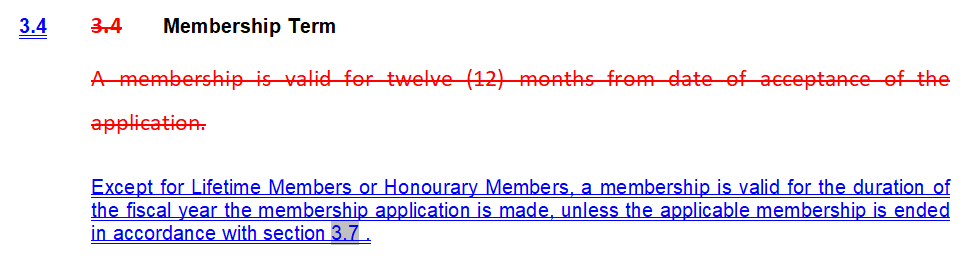 3.4 3.4 Membership Term
A membership is valid for twelve (12) months from date of acceptance of the
application.
Except for Lifetime Members or Honourary Members, a membership is valid for the duration of
the fiscal year the membership application is made, unless the applicable membership is ended
in accordance with section 3.7 .